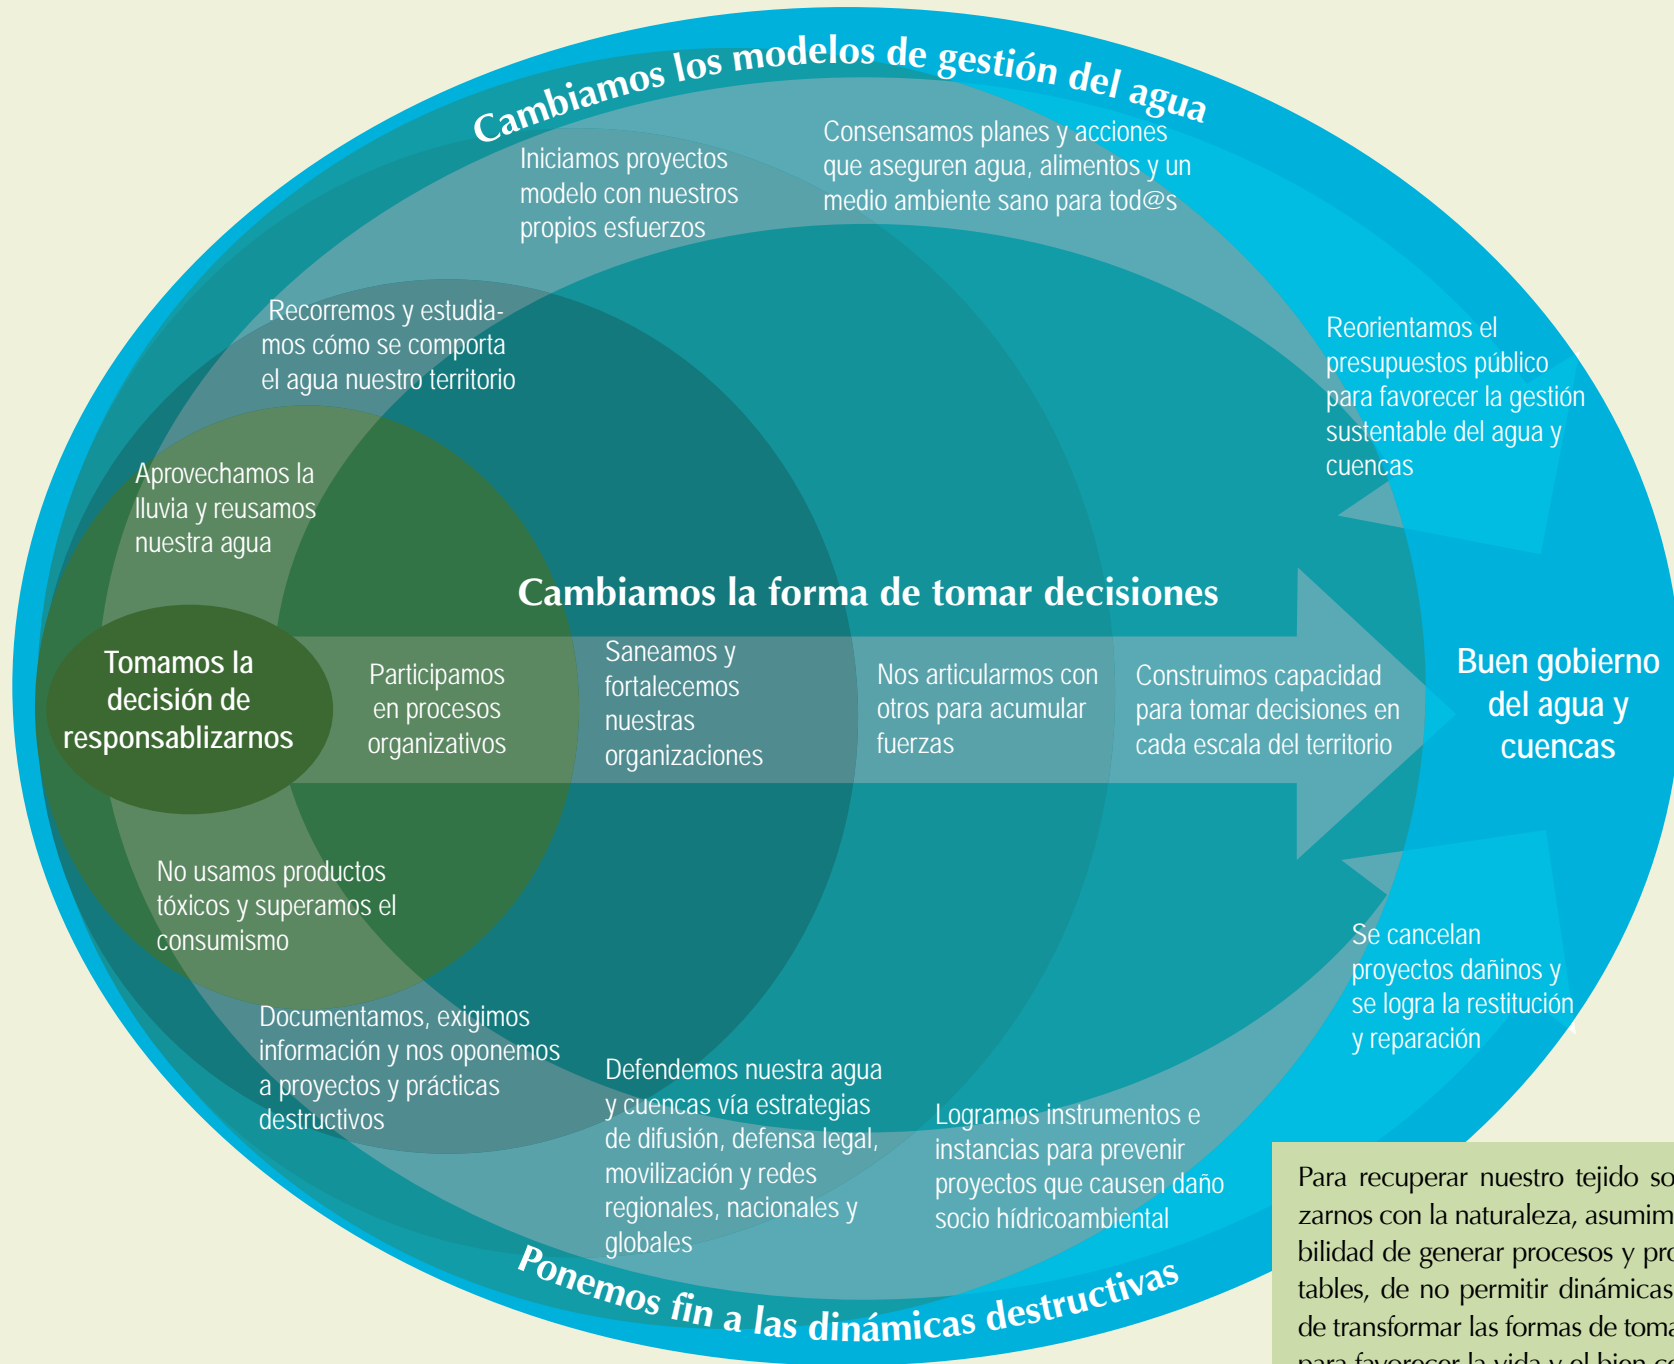 Cambiamos los modelos de gestión del agua
Iniciamos proyectos
modelo con nuestros
propios esfuerzos
Consensamos planes y acciones
que aseguren agua, alimentos y un
medio ambiente sano para tod@s
Recorremos y estudia-
mos cómo se comporta
el agua nuestro territorio
Reorientamos el
presupuestos público
para favorecer la gestión
sustentable del agua y
cuencas
Aprovechamos la
lluvia y reusamos
nuestra agua
Cambiamos la forma de tomar decisiones
Tomamos la
decisión de
responsablizarnos
Participamos
en procesos
organizativos
Saneamos y
fortalecemos
nuestras
organizaciones
Nos articularmos con
otros para acumular
fuerzas
Construimos capacidad
para tomar decisiones en
cada escala del territorio
Buen gobierno
del agua y
cuencas
No usamos productos
tóxicos y superamos el
consumismo
Se cancelan
proyectos dañinos y
se logra la restitución
y reparación
Documentamos, exigimos
información y nos oponemos
a proyectos y prácticas
destructivos
Defendemos nuestra agua
y cuencas vía estrategias
de difusión, defensa legal,
movilización y redes
regionales, nacionales y
globales
Logramos instrumentos e
instancias para prevenir
proyectos que causen daño
socio hídricoambiental
Ponemos fin a las dinámicas destructivas
Para recuperar nuestro tejido so
zarnos con la naturaleza, asumim
bilidad de generar procesos y pro
tables, de no permitir dinámicas
de transformar las formas de toma
para favorecer la vida y el bien co